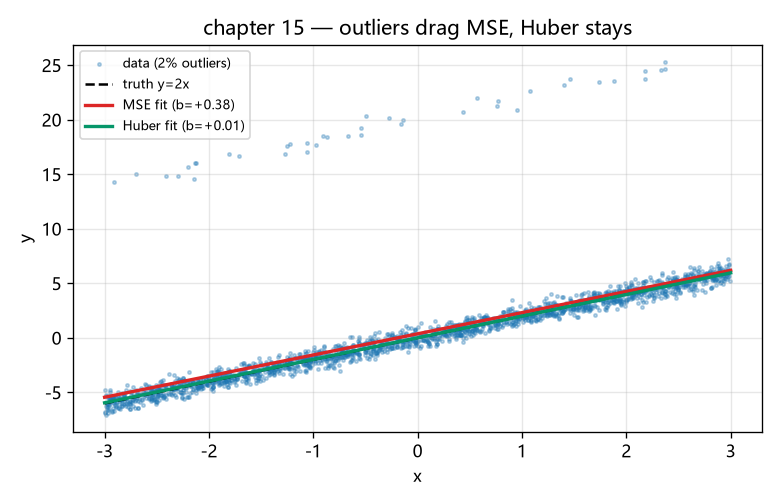 chapter 15 — outliers drag MSE, Huber stays
data (2% outliers)
truth y=2x
MSE fit (b=+0.38)
Huber fit (b=+0.01)
25
20
15
10
5
0
-5
y
-3
-2
-1
0
1
2
3
x